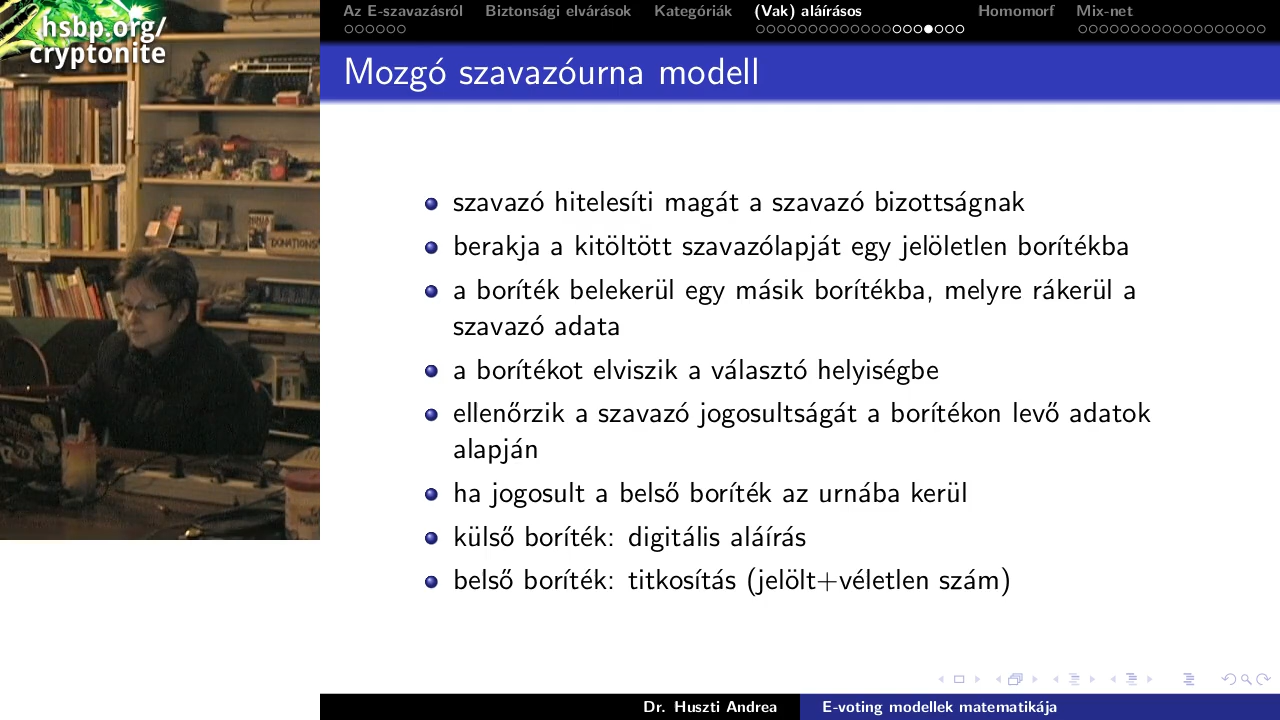 hsbp.org/
cryptonite
NINJA
DONATIONS
Az E-szavazásról Biztonsági elvárások Kategóriák (Vak) aláírásos Homomorf Mix-net
Mozgó szavazóurna modell
szavazó hitelesíti magát a szavazó bizottságnak
berakja a kitöltött szavazólapját egy jelöletlen borítékba
a boríték belekerül egy másik borítékba, melyre rákerül a
szavazó adata
a borítékot elviszik a választó helyiségbe
ellenőrzik a szavazó jogosultságát a borítékon levő adatok
alapján
ha jogosult a belső boríték az urnába kerül
külső boríték: digitális aláírás
belső boríték: titkosítás (jelölt+véletlen szám)
Dr. Huszti Andrea E-voting modellek matematikája